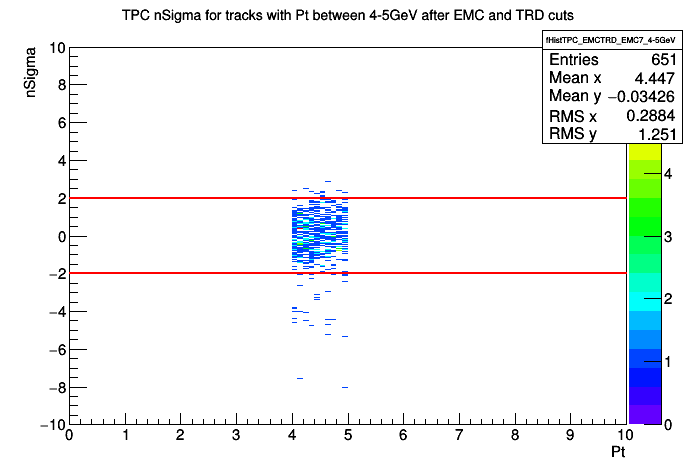 TPC nSigma for tracks with Pt between 4-5GeV after EMC and TRD cuts
fHistTPC_EMCTRD_EMC7_4-5GeV
Entries 651
Mean x 4.447
Mean y −0.03426
RMS x 0.2884
RMS y 1.251
nSigma
10
8
6
4
2
0
−2
−4
−6
−8
−10
0 1 2 3 4 5 6 7 8 9 10
Pt
4
3
2
1
0